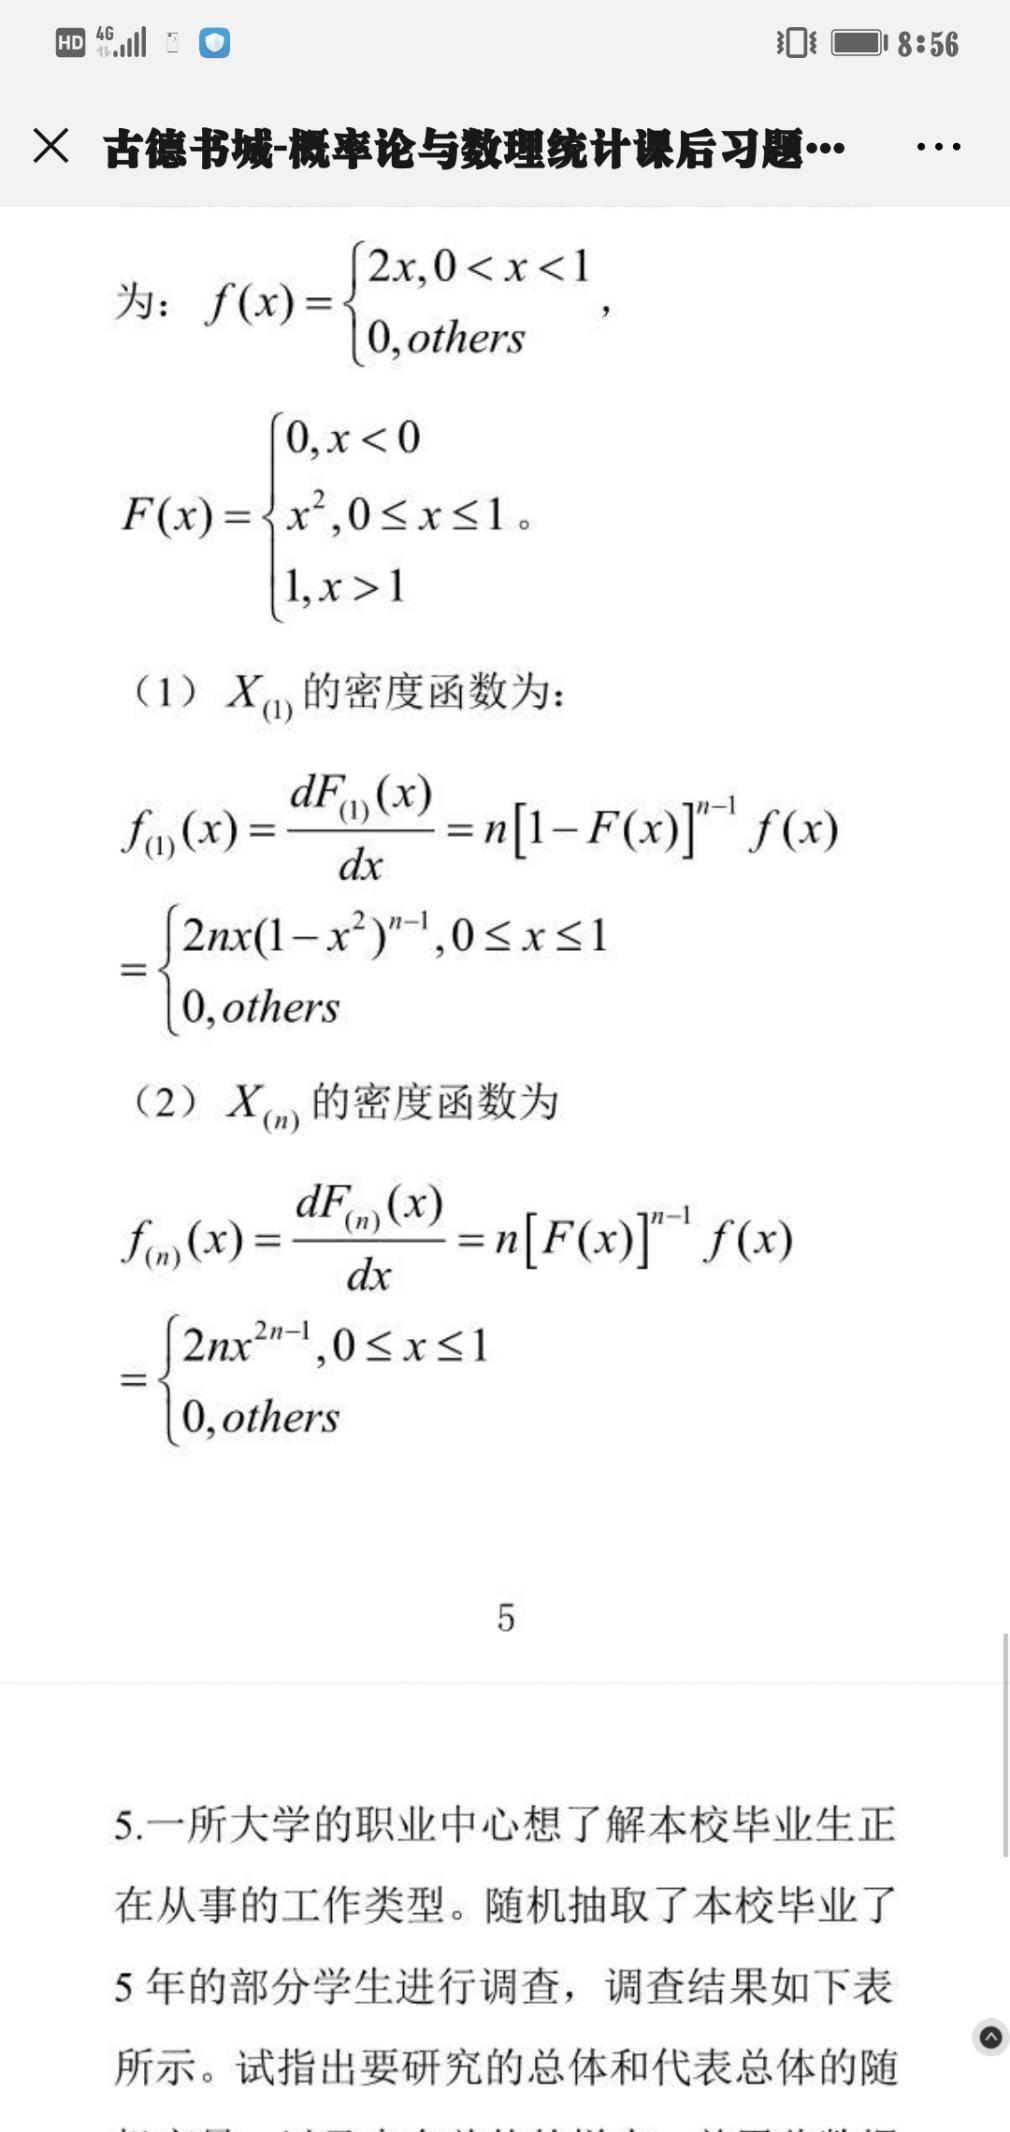 HD 4G 8:56
古德书城-概率论与数理统计课后习题…
为: f(x) = { 2x, 0 < x < 1
0, others ,
F(x) = { 0, x < 0
x², 0 ≤ x ≤ 1 。
1, x > 1
（1） X₍₁₎ 的密度函数为:
f₍₁₎(x) = dF₍₁₎(x)/dx = n[1 − F(x)]ⁿ⁻¹ f(x)
= { 2nx(1 − x²)ⁿ⁻¹, 0 ≤ x ≤ 1
0, others
（2） X₍ₙ₎ 的密度函数为
f₍ₙ₎(x) = dF₍ₙ₎(x)/dx = n[F(x)]ⁿ⁻¹ f(x)
= { 2nx²ⁿ⁻¹, 0 ≤ x ≤ 1
0, others
5
5.一所大学的职业中心想了解本校毕业生正
在从事的工作类型。随机抽取了本校毕业了
5 年的部分学生进行调查，调查结果如下表
所示。试指出要研究的总体和代表总体的随